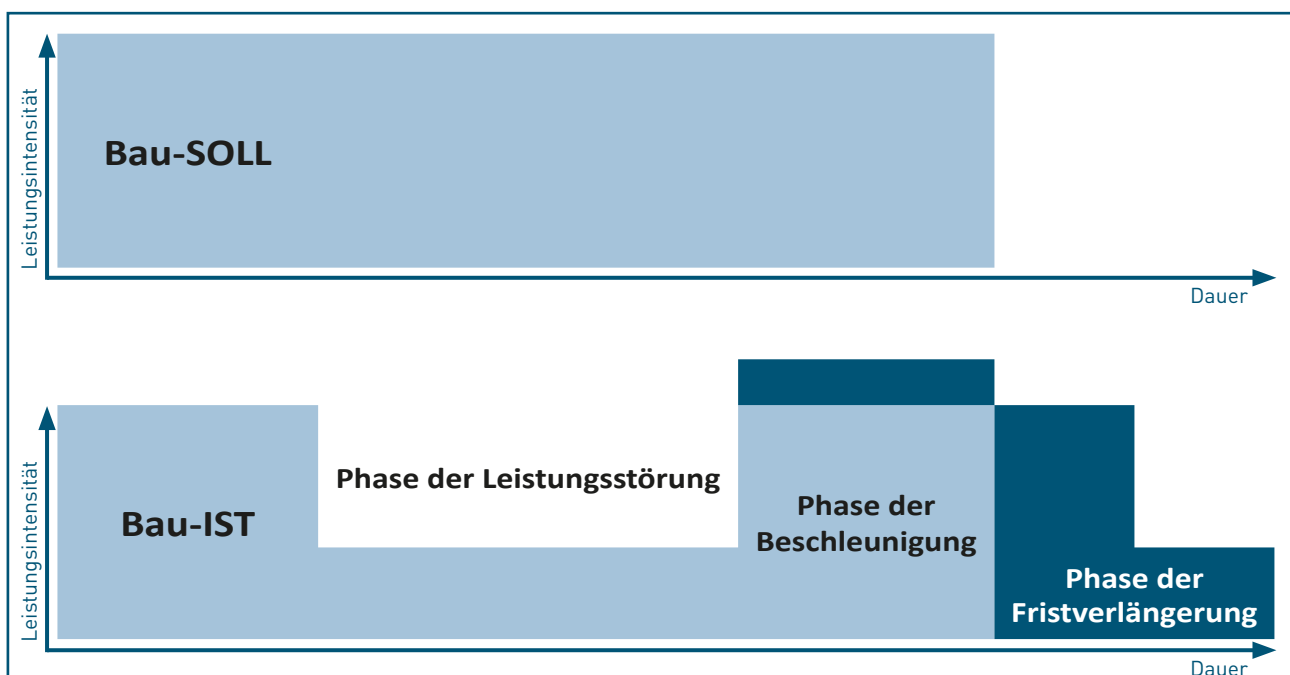 Leistungsintensität
Bau-SOLL
Dauer
Leistungsintensität
Bau-IST
Phase der Leistungsstörung
Phase der
Beschleunigung
Phase der
Fristverlängerung
Dauer